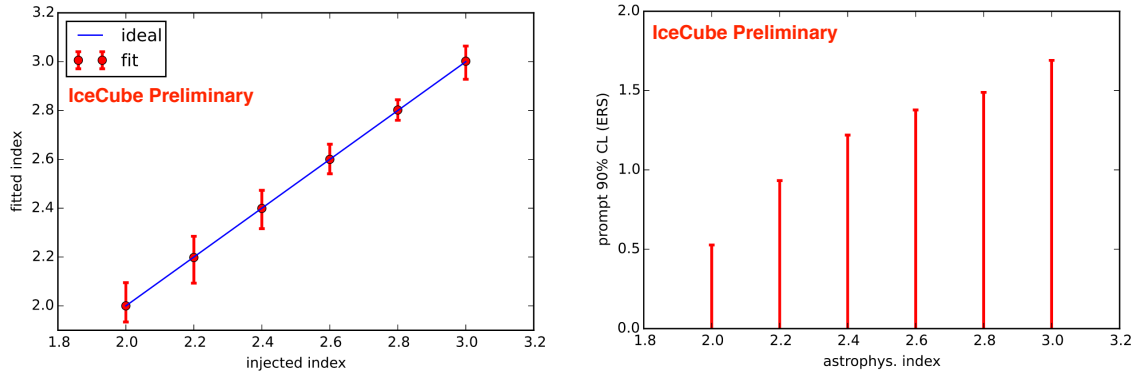 ideal
fit
IceCube Preliminary
3.2
3.0
2.8
2.6
2.4
2.2
2.0
fitted index
1.8 2.0 2.2 2.4 2.6 2.8 3.0 3.2
injected index
IceCube Preliminary
2.0
1.5
1.0
0.5
0.0
prompt 90% CL (ERS)
1.8 2.0 2.2 2.4 2.6 2.8 3.0 3.2
astrophys. index